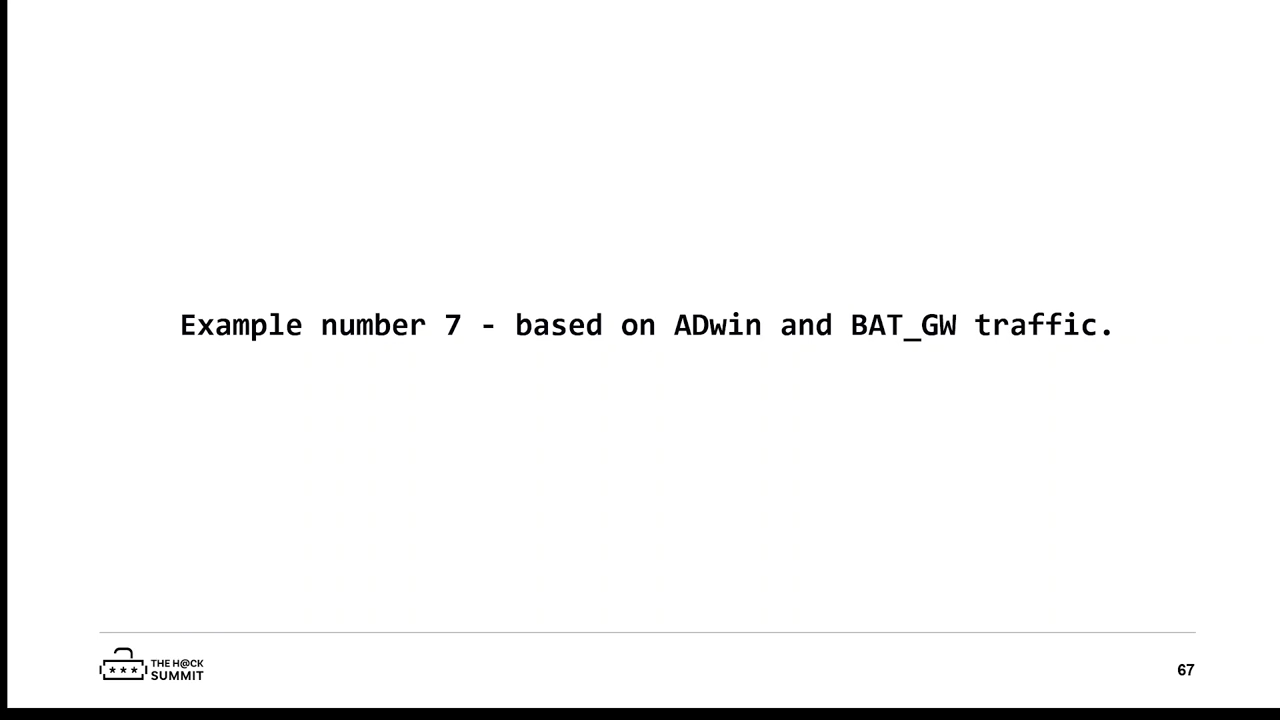 Example number 7 - based on ADwin and BAT_GW traffic.
THE H@CK
SUMMIT
67